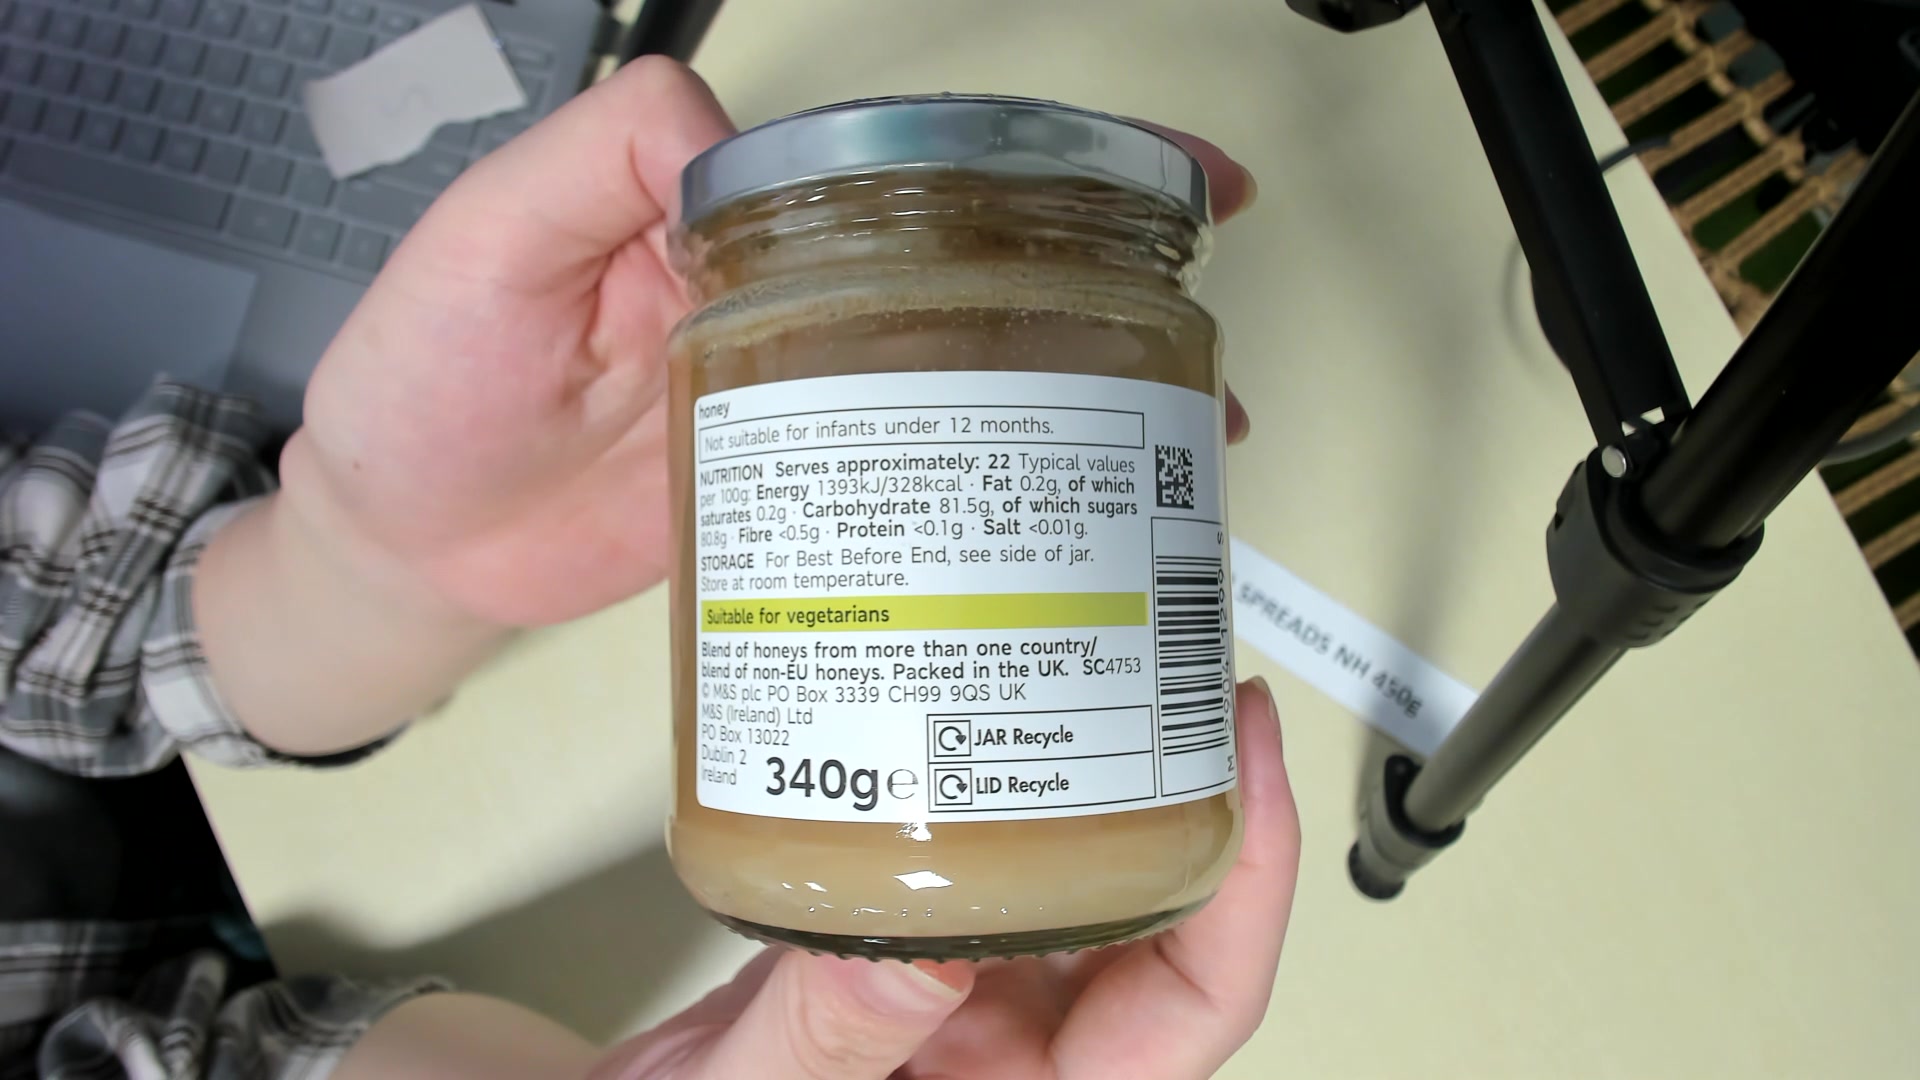 honey
Not suitable for infants under 12 months.
NUTRITION Serves approximately: 22 Typical values
per 100g: Energy 1393kJ/328kcal · Fat 0.2g, of which
saturates 0.2g · Carbohydrate 81.5g, of which sugars
80.8g · Fibre <0.5g · Protein <0.1g · Salt <0.01g.
STORAGE For Best Before End, see side of jar.
Store at room temperature.
Suitable for vegetarians
Blend of honeys from more than one country/
blend of non-EU honeys. Packed in the UK. SC4753
© M&S plc PO Box 3339 CH99 9QS UK
M&S (Ireland) Ltd
PO Box 13022
Dublin 2
Ireland
340g e
JAR Recycle
LID Recycle
SPREADS NH 450g